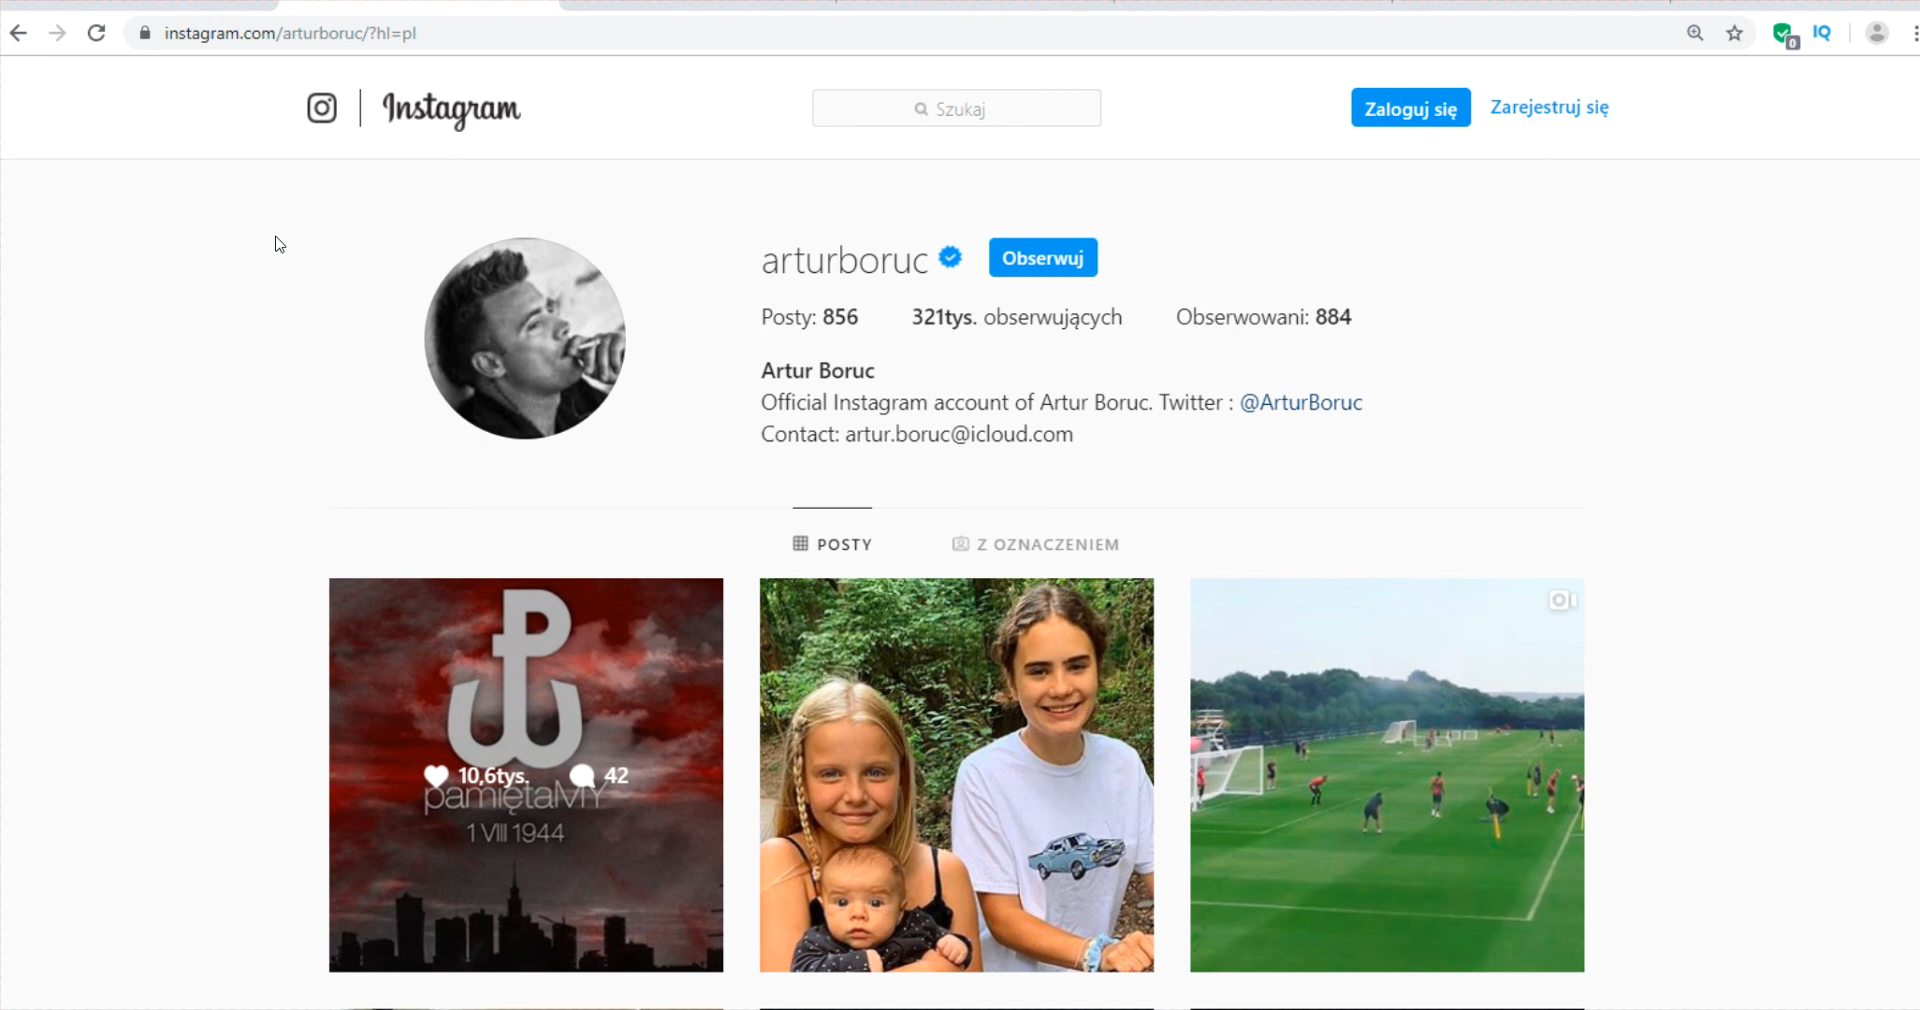 instagram.com/arturboruc/?hl=pl
0
IQ
Instagram
Szukaj
Zaloguj się
Zarejestruj się
arturboruc
Obserwuj
Posty: 856
321tys. obserwujących
Obserwowani: 884
Artur Boruc
Official Instagram account of Artur Boruc. Twitter : @ArturBoruc
Contact: artur.boruc@icloud.com
POSTY
Z OZNACZENIEM
10,6tys.
42
pamiętaMY
1 VIII 1944